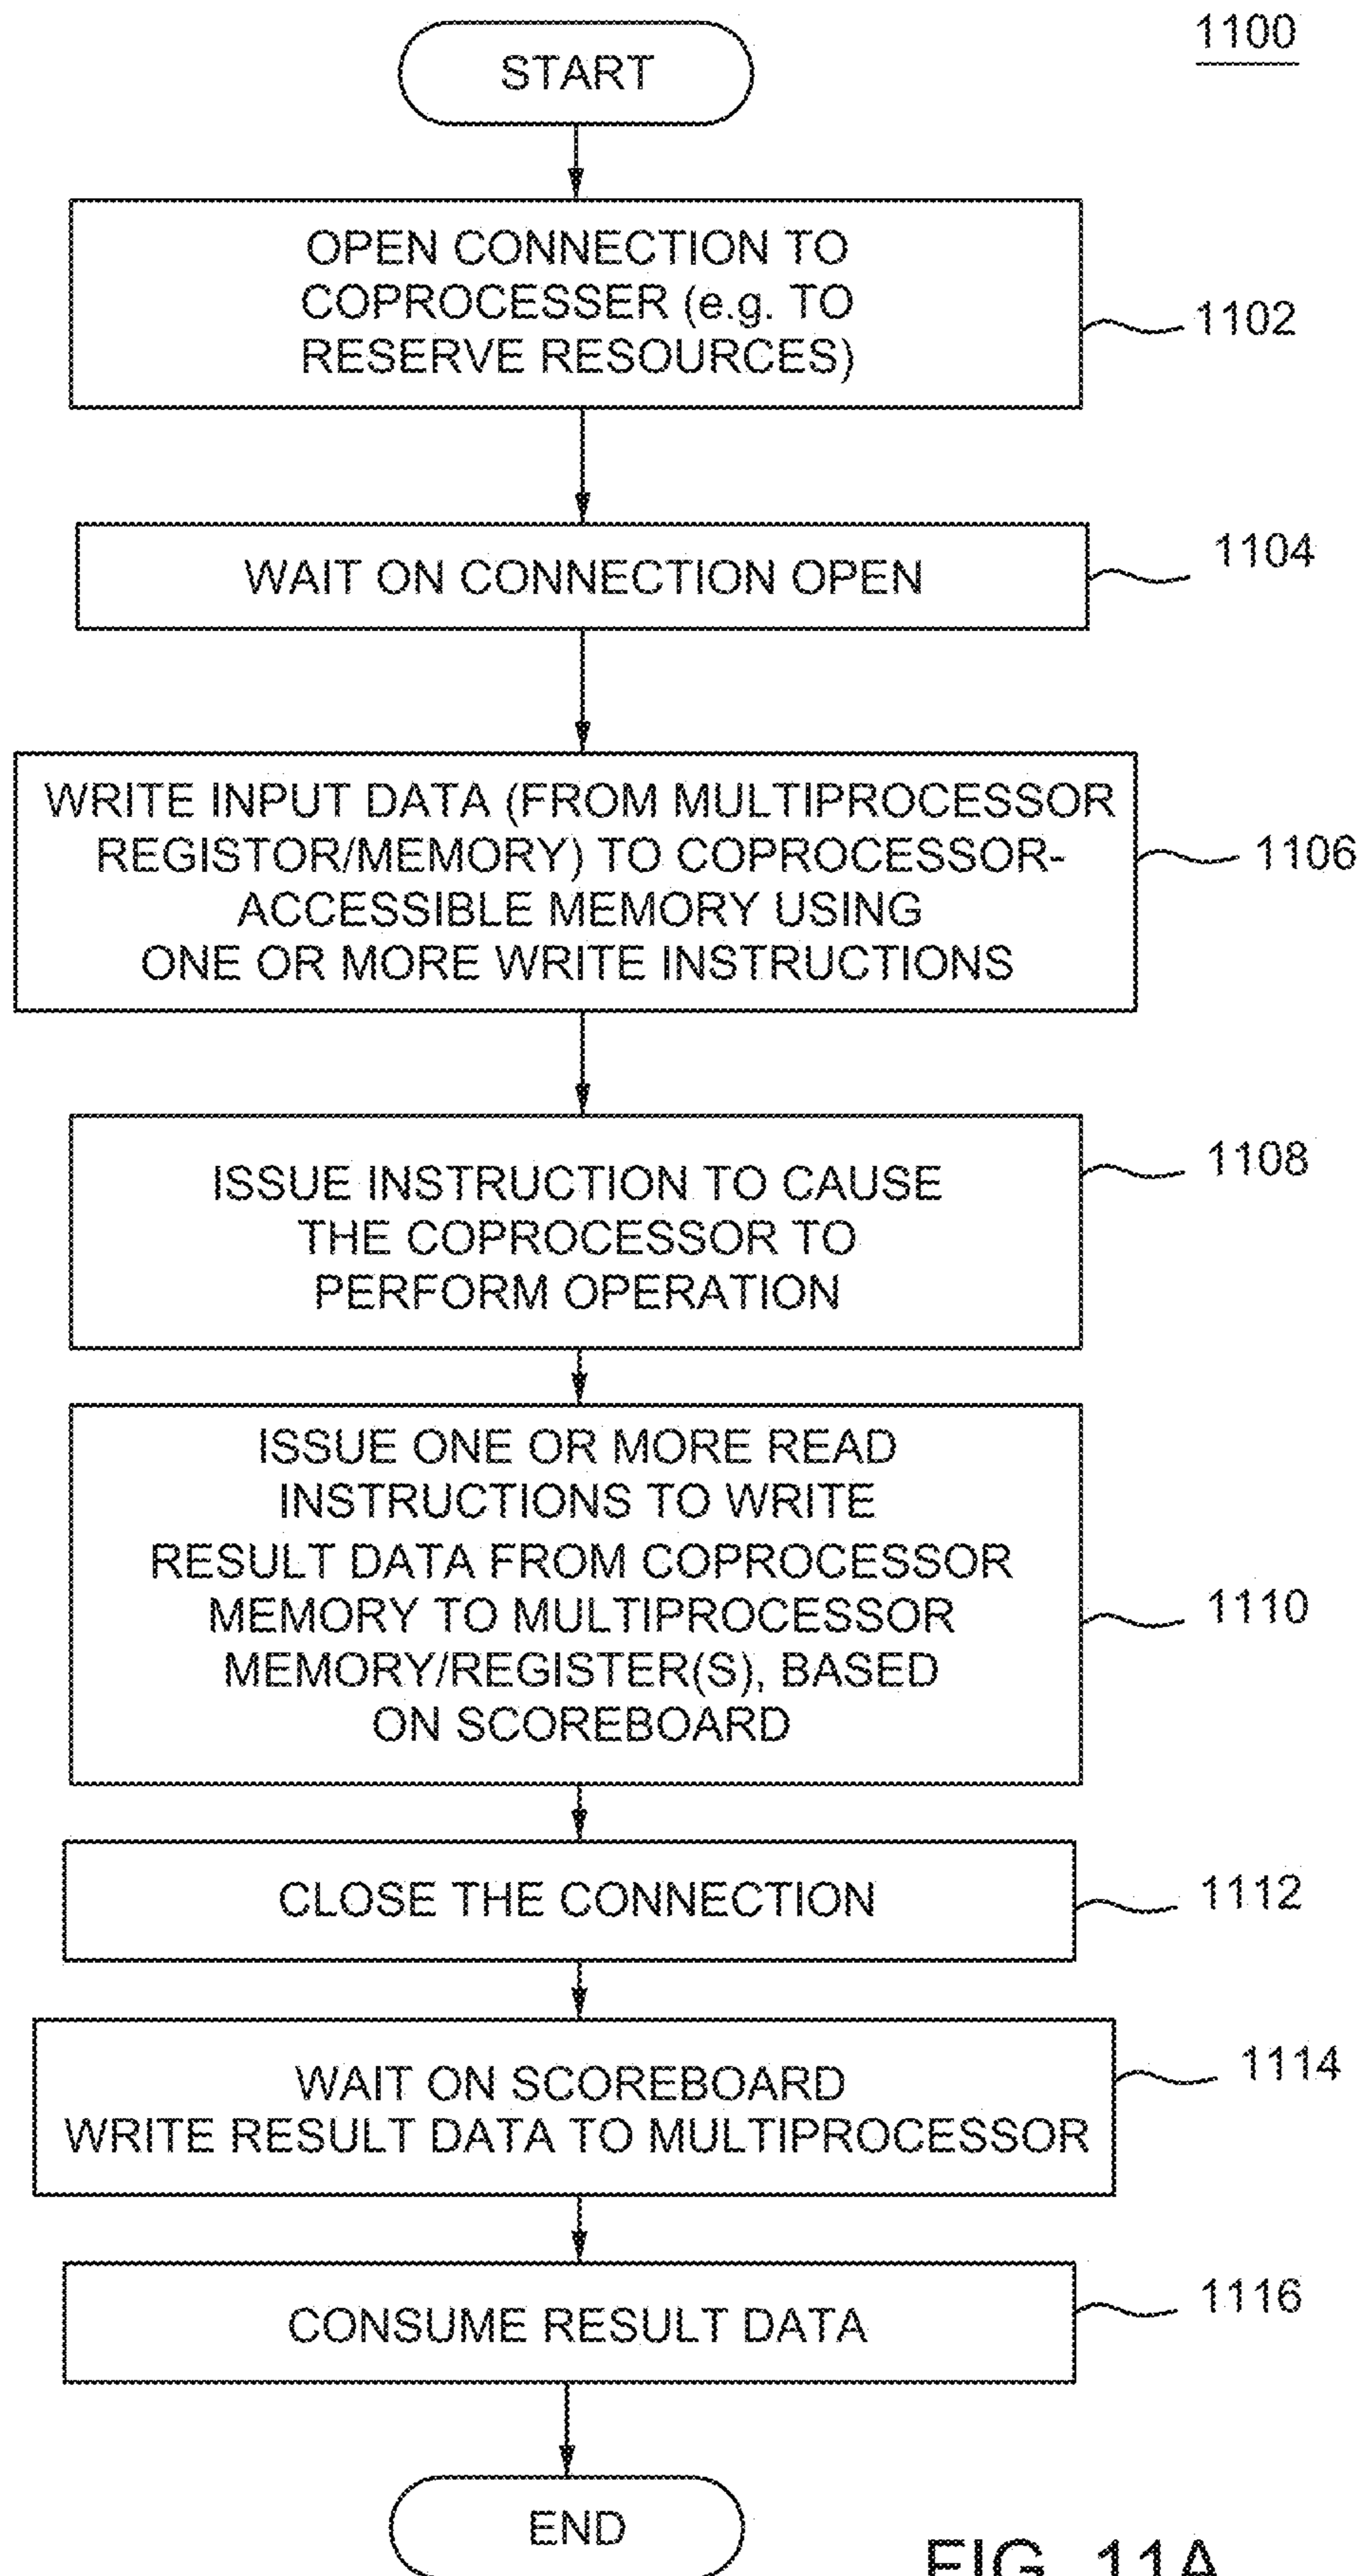 1100
START
OPEN CONNECTION TO
COPROCESSER (e.g. TO
RESERVE RESOURCES)
1102
WAIT ON CONNECTION OPEN
1104
WRITE INPUT DATA (FROM MULTIPROCESSOR
REGISTOR/MEMORY) TO COPROCESSOR-
ACCESSIBLE MEMORY USING
ONE OR MORE WRITE INSTRUCTIONS
1106
ISSUE INSTRUCTION TO CAUSE
THE COPROCESSOR TO
PERFORM OPERATION
1108
ISSUE ONE OR MORE READ
INSTRUCTIONS TO WRITE
RESULT DATA FROM COPROCESSOR
MEMORY TO MULTIPROCESSOR
MEMORY/REGISTER(S), BASED
ON SCOREBOARD
1110
CLOSE THE CONNECTION
1112
WAIT ON SCOREBOARD
WRITE RESULT DATA TO MULTIPROCESSOR
1114
CONSUME RESULT DATA
1116
END
FIG. 11A